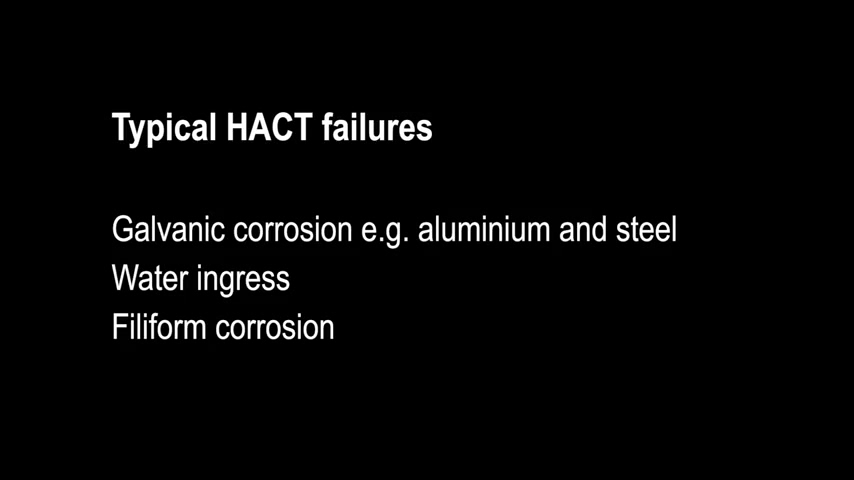 Typical HACT failures
Galvanic corrosion e.g. aluminium and steel
Water ingress
Filiform corrosion